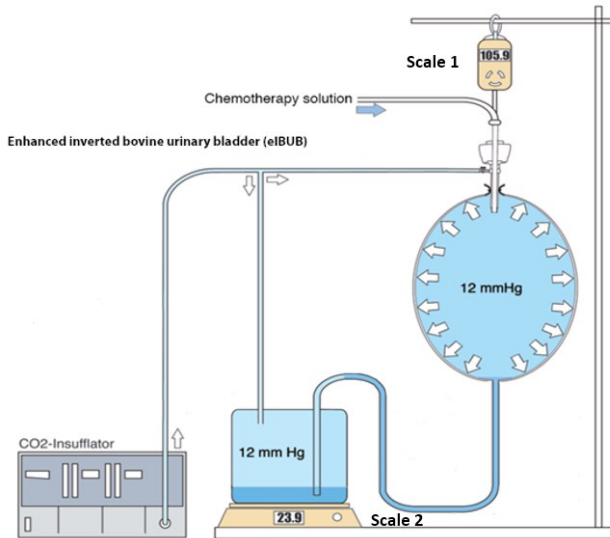 105.9
Scale 1
Chemotherapy solution
Enhanced inverted bovine urinary bladder (eIBUB)
12 mmHg
CO2-Insufflator
12 mm Hg
23.9
Scale 2